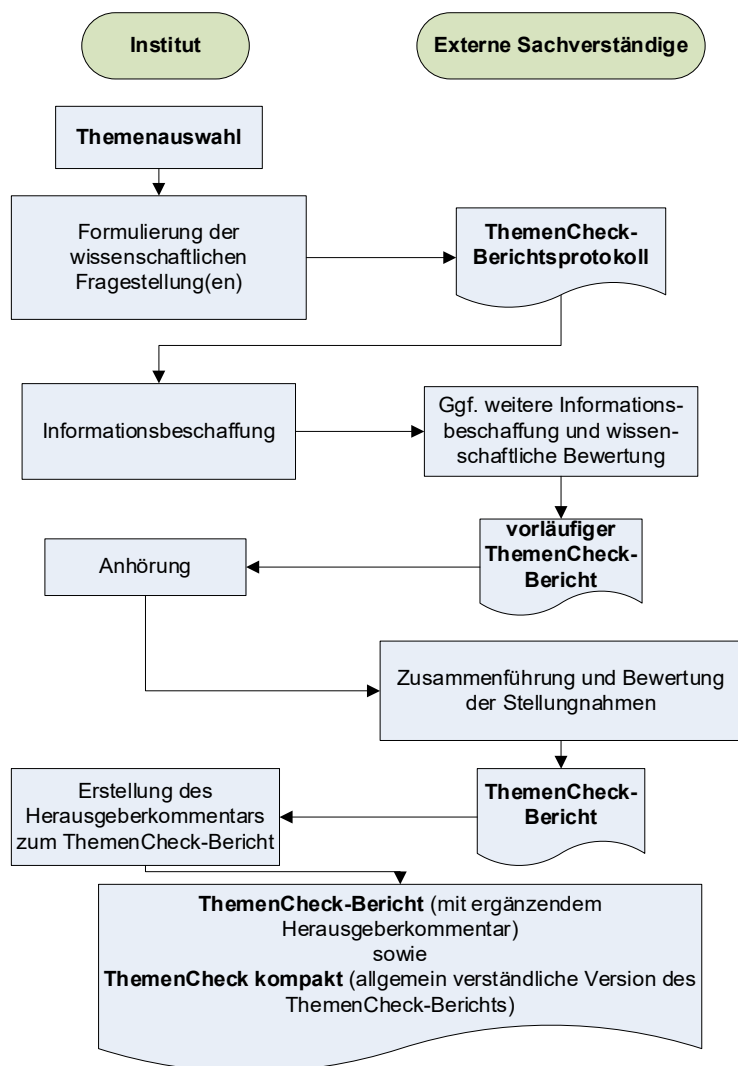 Institut
Externe Sachverständige
Themenauswahl
Formulierung der
wissenschaftlichen
Fragestellung(en)
ThemenCheck-
Berichtsprotokoll
Informationsbeschaffung
Ggf. weitere Informations-
beschaffung und wissen-
schaftliche Bewertung
vorläufiger
ThemenCheck-
Bericht
Anhörung
Zusammenführung und Bewertung
der Stellungnahmen
ThemenCheck-
Bericht
Erstellung des
Herausgeberkommentars
zum ThemenCheck-Bericht
ThemenCheck-Bericht (mit ergänzendem
Herausgeberkommentar)
sowie
ThemenCheck kompakt (allgemein verständliche Version des
ThemenCheck-Berichts)